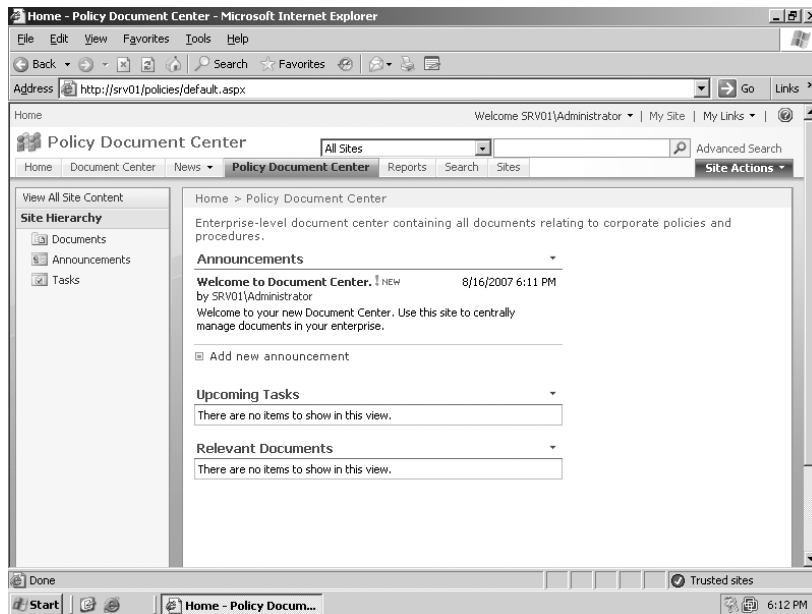 Home - Policy Document Center - Microsoft Internet Explorer
File Edit View Favorites Tools Help
Back Search Favorites
Address http://srv01/policies/default.aspx Go Links
Home Welcome SRV01\Administrator | My Site | My Links |
Policy Document Center All Sites Advanced Search
Home Document Center News Policy Document Center Reports Search Sites Site Actions
View All Site Content
Site Hierarchy
Documents
Announcements
Tasks
Home > Policy Document Center
Enterprise-level document center containing all documents relating to corporate policies and
procedures.
Announcements
Welcome to Document Center. ! NEW 8/16/2007 6:11 PM
by SRV01\Administrator
Welcome to your new Document Center. Use this site to centrally
manage documents in your enterprise.
Add new announcement
Upcoming Tasks
There are no items to show in this view.
Relevant Documents
There are no items to show in this view.
Done Trusted sites
Start Home - Policy Docum... 6:12 PM